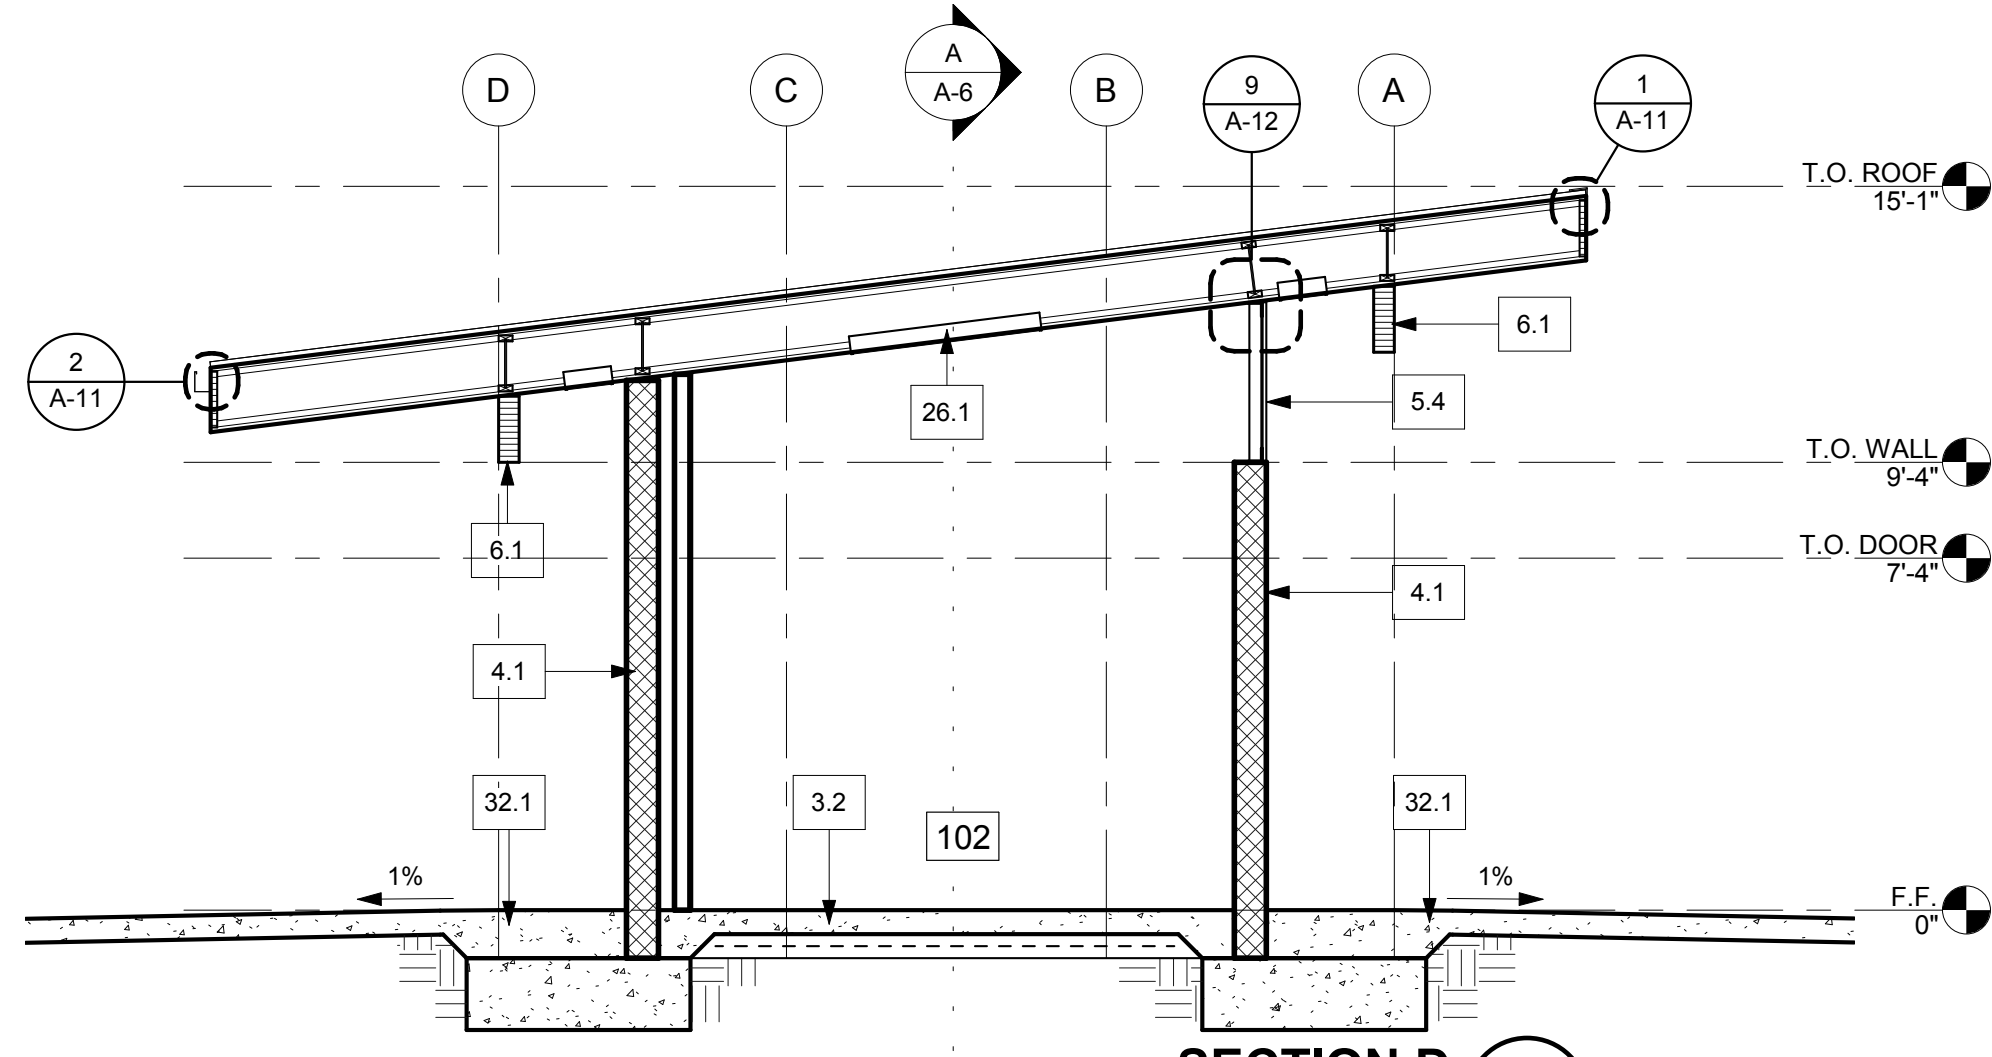 D
C
A
A-6
B
9
A-12
A
1
A-11
T.O. ROOF
15'-1"
6.1
2
A-11
26.1
5.4
T.O. WALL
9'-4"
6.1
T.O. DOOR
7'-4"
4.1
4.1
32.1
3.2
32.1
102
1%
1%
F.F.
0"